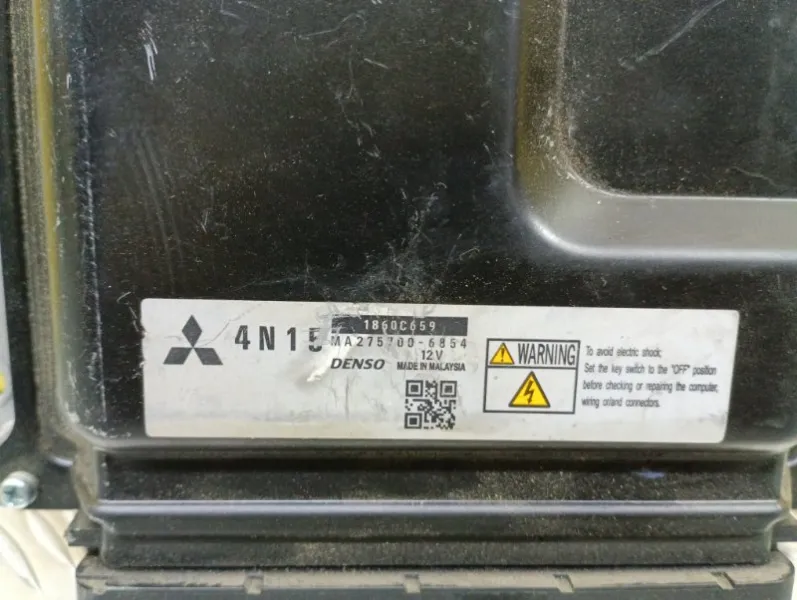 1860C659
4N15
MA275700-6854
12V
DENSO
MADE IN MALAYSIA
WARNING
To avoid electric shock;
Set the key switch to the "OFF" position
before checking or repairing the computer,
wiring or/and connectors.